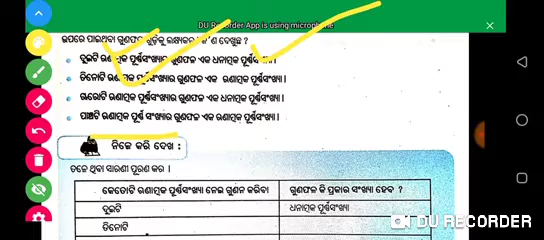 DU Recorder App is using microphone
ଉପରେ ପାଇଥିବା ଗୁଣଫଳ ଗୁଡ଼ିକୁ ଲକ୍ଷ୍ୟକରି କ'ଣ ଦେଖୁଛ ?
ଦୁଇଟି ଋଣାତ୍ମକ ପୂର୍ଣ୍ଣସଂଖ୍ୟାର ଗୁଣଫଳ ଏକ ଧନାତ୍ମକ ପୂର୍ଣ୍ଣସଂଖ୍ୟା ।
ତିନୋଟି ଋଣାତ୍ମକ ପୂର୍ଣ୍ଣସଂଖ୍ୟାର ଗୁଣଫଳ ଏକ ଋଣାତ୍ମକ ପୂର୍ଣ୍ଣସଂଖ୍ୟା ।
ଚାରୋଟି ଋଣାତ୍ମକ ପୂର୍ଣ୍ଣସଂଖ୍ୟାର ଗୁଣଫଳ ଏକ ଧନାତ୍ମକ ପୂର୍ଣ୍ଣସଂଖ୍ୟା ।
ପାଞ୍ଚଟି ଋଣାତ୍ମକ ପୂର୍ଣ୍ଣ ସଂଖ୍ୟାର ଗୁଣଫଳ ଏକ ଋଣାତ୍ମକ ପୂର୍ଣ୍ଣସଂଖ୍ୟା ।
ନିଜେ କରି ଦେଖ :
ତଳେ ଥିବା ସାରଣୀ ପୂରଣ କର ।
କେତୋଟି ଋଣାତ୍ମକ ପୂର୍ଣ୍ଣସଂଖ୍ୟା ନେଇ ଗୁଣନ କରିବା ଗୁଣଫଳ କି ପ୍ରକାର ସଂଖ୍ୟା ହେବ ?
ଦୁଇଟି ଧନାତ୍ମକ ପୂର୍ଣ୍ଣସଂଖ୍ୟା
ତିନୋଟି
DU RECORDER